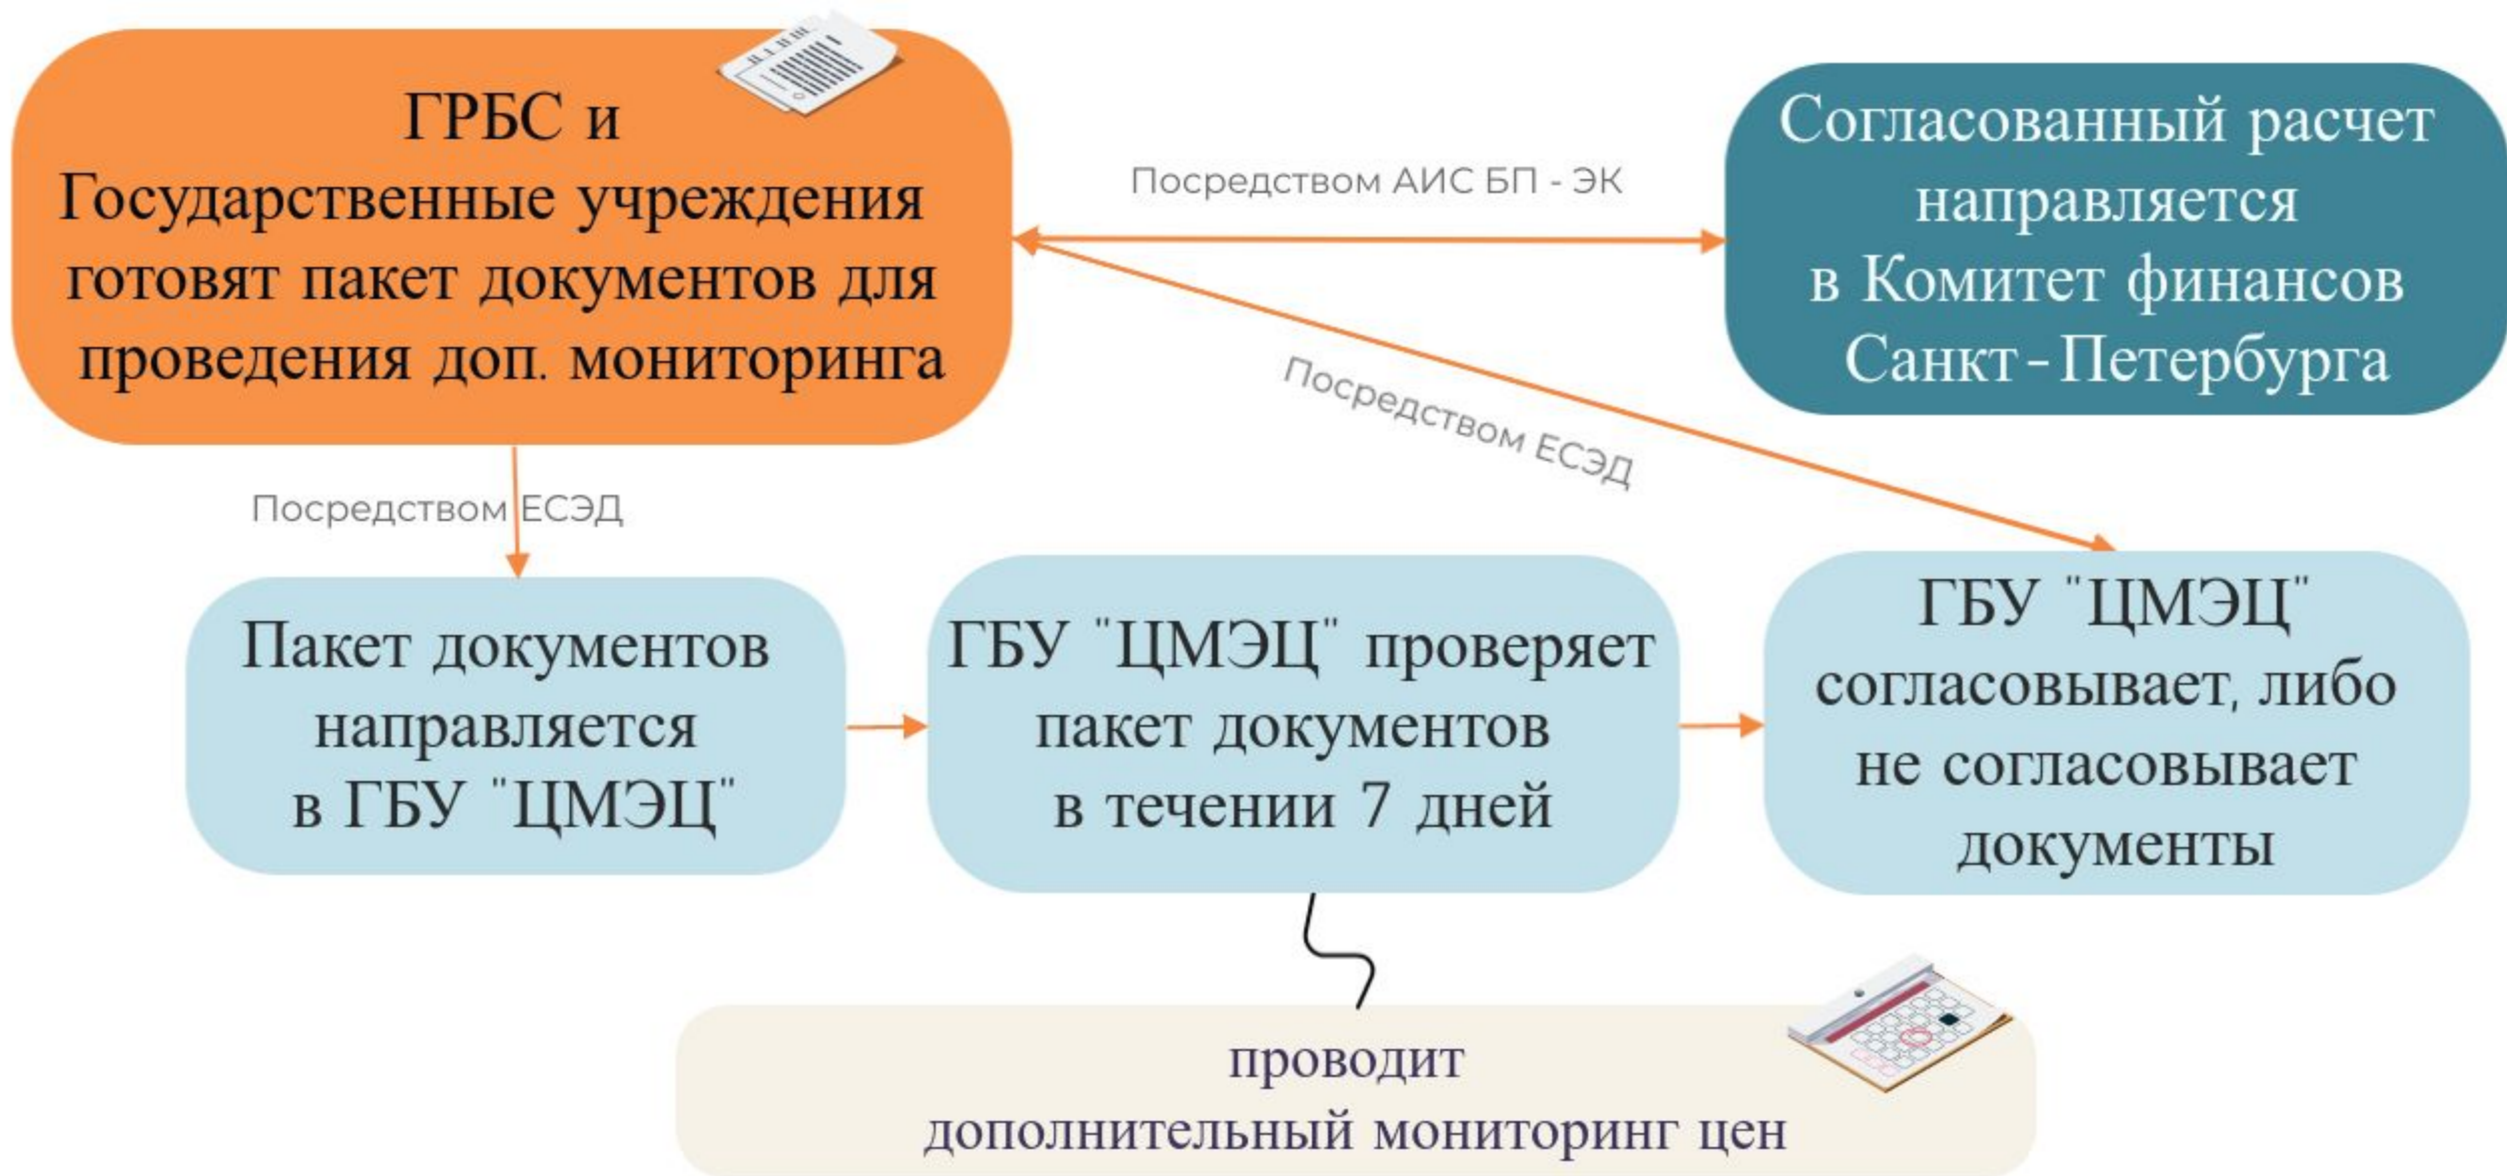 ГРБС и
Государственные учреждения
готовят пакет документов для
проведения доп. мониторинга
Посредством АИС БП - ЭК
Согласованный расчет
направляется
в Комитет финансов
Санкт-Петербурга
Посредством ЕСЭД
Посредством ЕСЭД
Пакет документов
направляется
в ГБУ "ЦМЭЦ"
ГБУ "ЦМЭЦ" проверяет
пакет документов
в течении 7 дней
ГБУ "ЦМЭЦ"
согласовывает, либо
не согласовывает
документы
проводит
дополнительный мониторинг цен